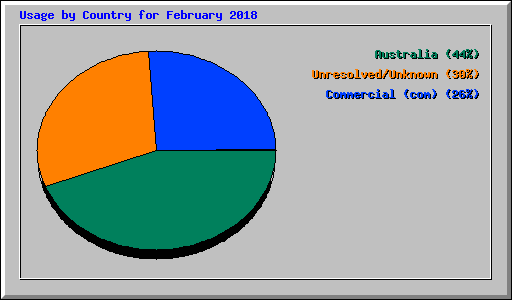 Usage by Country for February 2018
Australia (44%)
Unresolved/Unknown (30%)
Commercial (com) (26%)